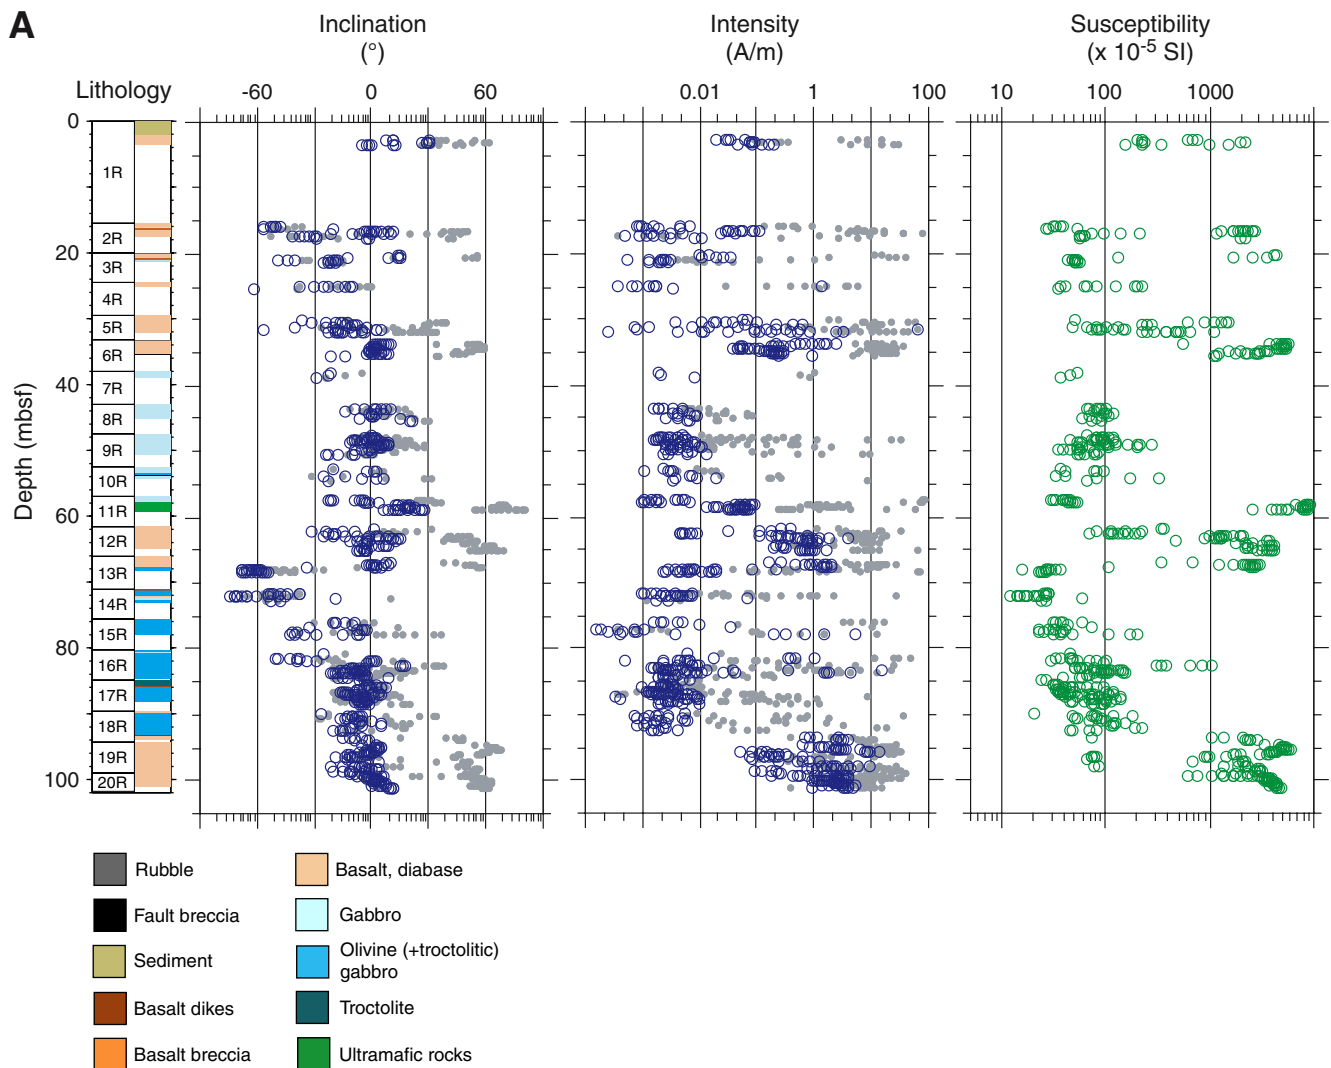 A
Inclination
(°)
Intensity
(A/m)
Susceptibility
(x 10-5 SI)
Lithology
-60 0 60
0.01 1 100
10 100 1000
Depth (mbsf)
0
20
40
60
80
100
1R
2R
3R
4R
5R
6R
7R
8R
9R
10R
11R
12R
13R
14R
15R
16R
17R
18R
19R
20R
Rubble
Fault breccia
Sediment
Basalt dikes
Basalt breccia
Basalt, diabase
Gabbro
Olivine (+troctolitic)
gabbro
Troctolite
Ultramafic rocks